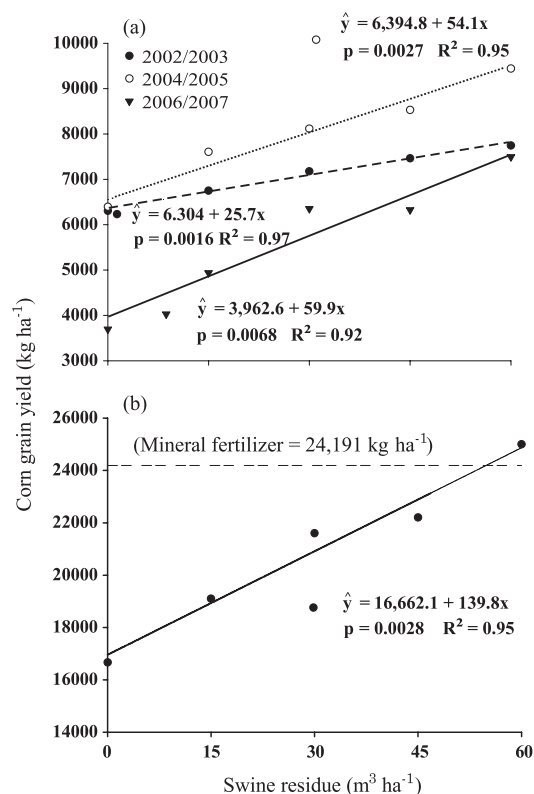 (a)
ŷ = 6,394.8 + 54.1x
p = 0.0027 R² = 0.95
2002/2003
2004/2005
2006/2007
10000
9000
8000
7000
6000
5000
4000
3000
ŷ = 6.304 + 25.7x
p = 0.0016 R² = 0.97
ŷ = 3,962.6 + 59.9x
p = 0.0068 R² = 0.92
Corn grain yield (kg ha⁻¹)
(b)
(Mineral fertilizer = 24,191 kg ha⁻¹)
26000
24000
22000
20000
18000
16000
14000
ŷ = 16,662.1 + 139.8x
p = 0.0028 R² = 0.95
0 15 30 45 60
Swine residue (m³ ha⁻¹)